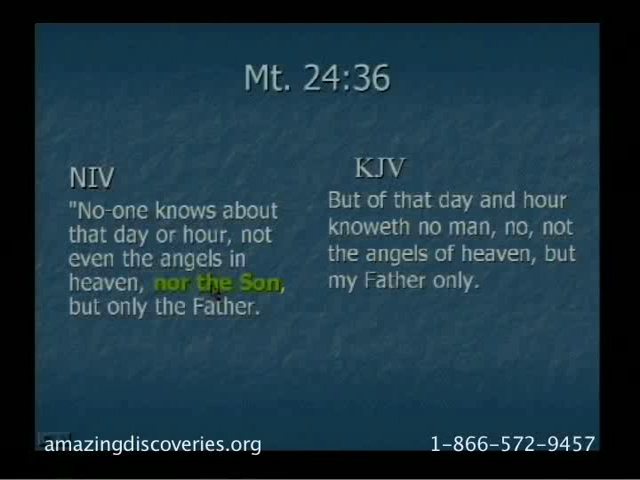 Mt. 24:36
NIV
"No-one knows about
that day or hour, not
even the angels in
heaven, nor the Son,
but only the Father.
KJV
But of that day and hour
knoweth no man, no, not
the angels of heaven, but
my Father only.
amazingdiscoveries.org
1-866-572-9457